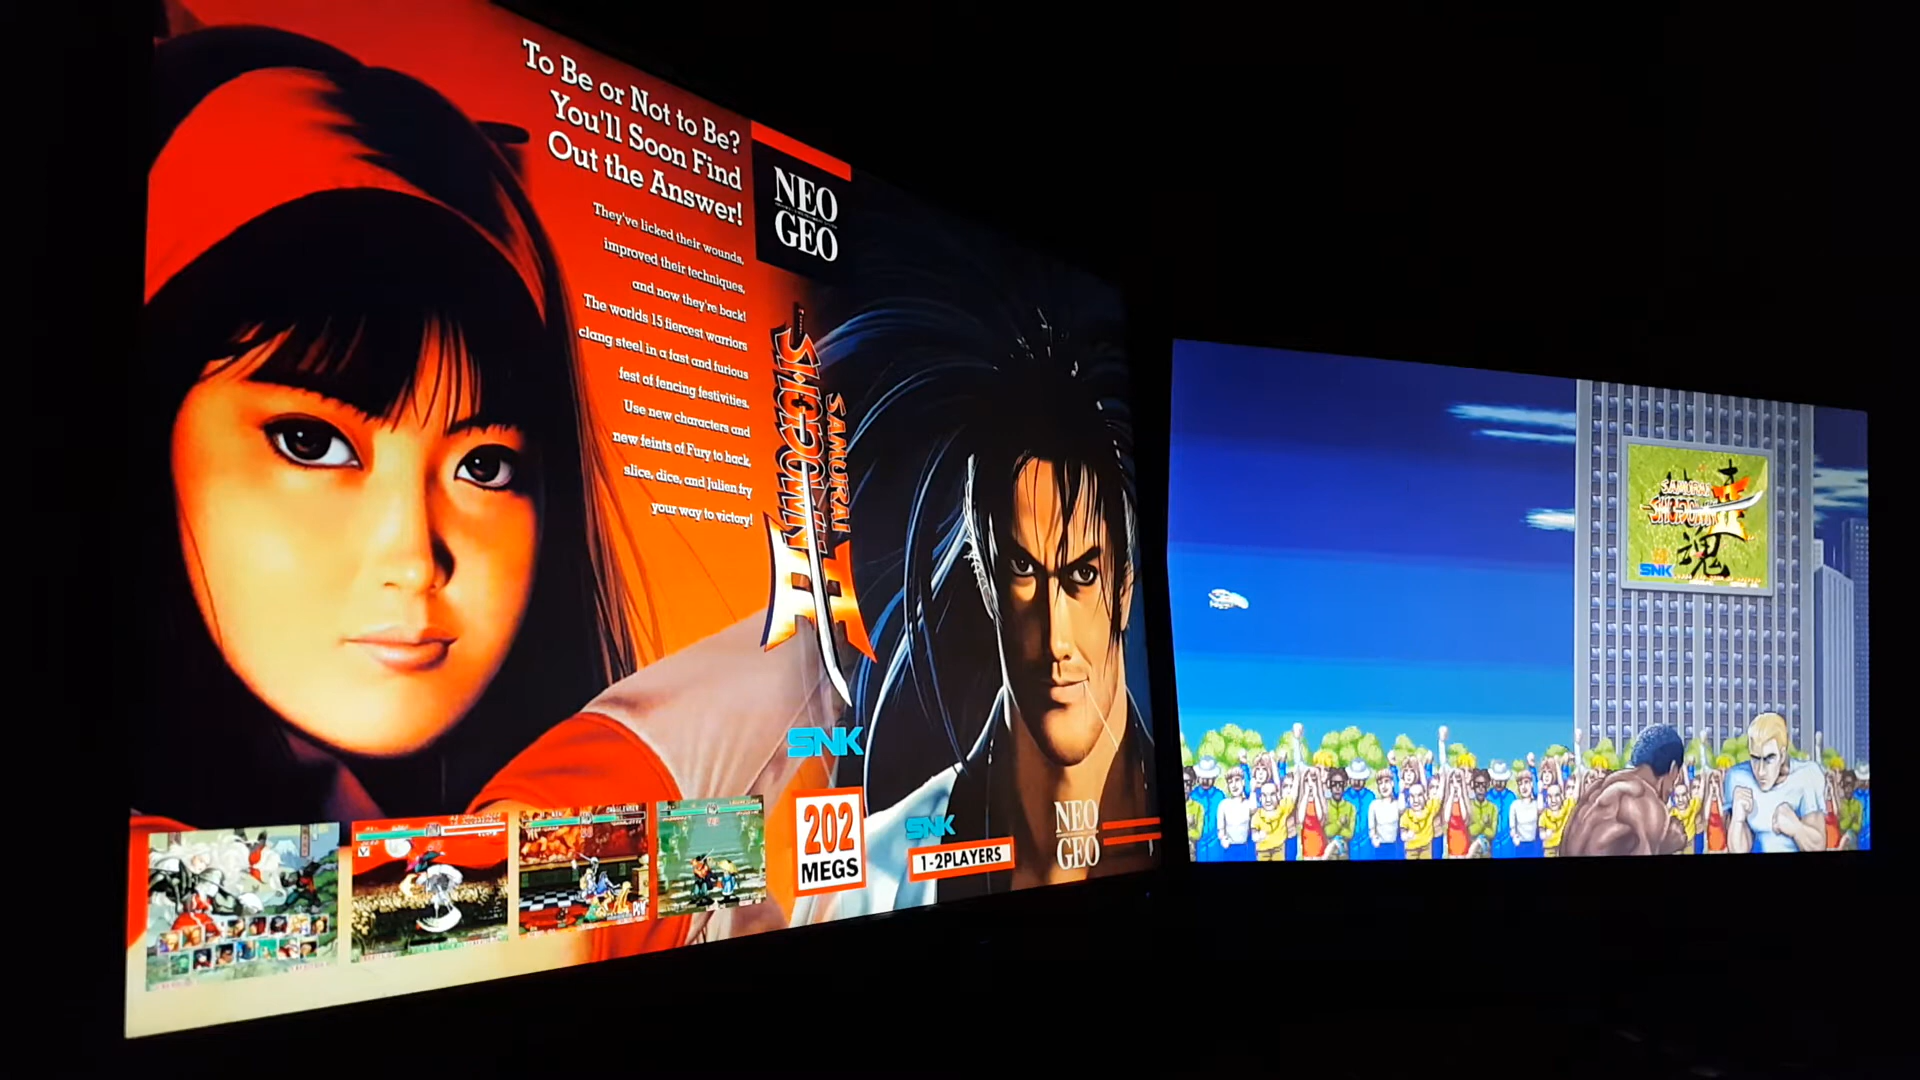 To Be or Not to Be?
You'll Soon Find
Out the Answer!
They've licked their wounds,
improved their techniques,
and now they're back!
The worlds 15 fiercest warriors
clang steel in a fast and furious
fest of fencing festivities.
Use new characters and
new feints of Fury to hack,
slice, dice, and Julien fry
your way to victory!
NEO
GEO
SAMURAI
SHODOWN II
SNK
202
MEGS
SNK
1-2PLAYERS
NEO
GEO
SAMURAI
SHODOWN
魂
SNK